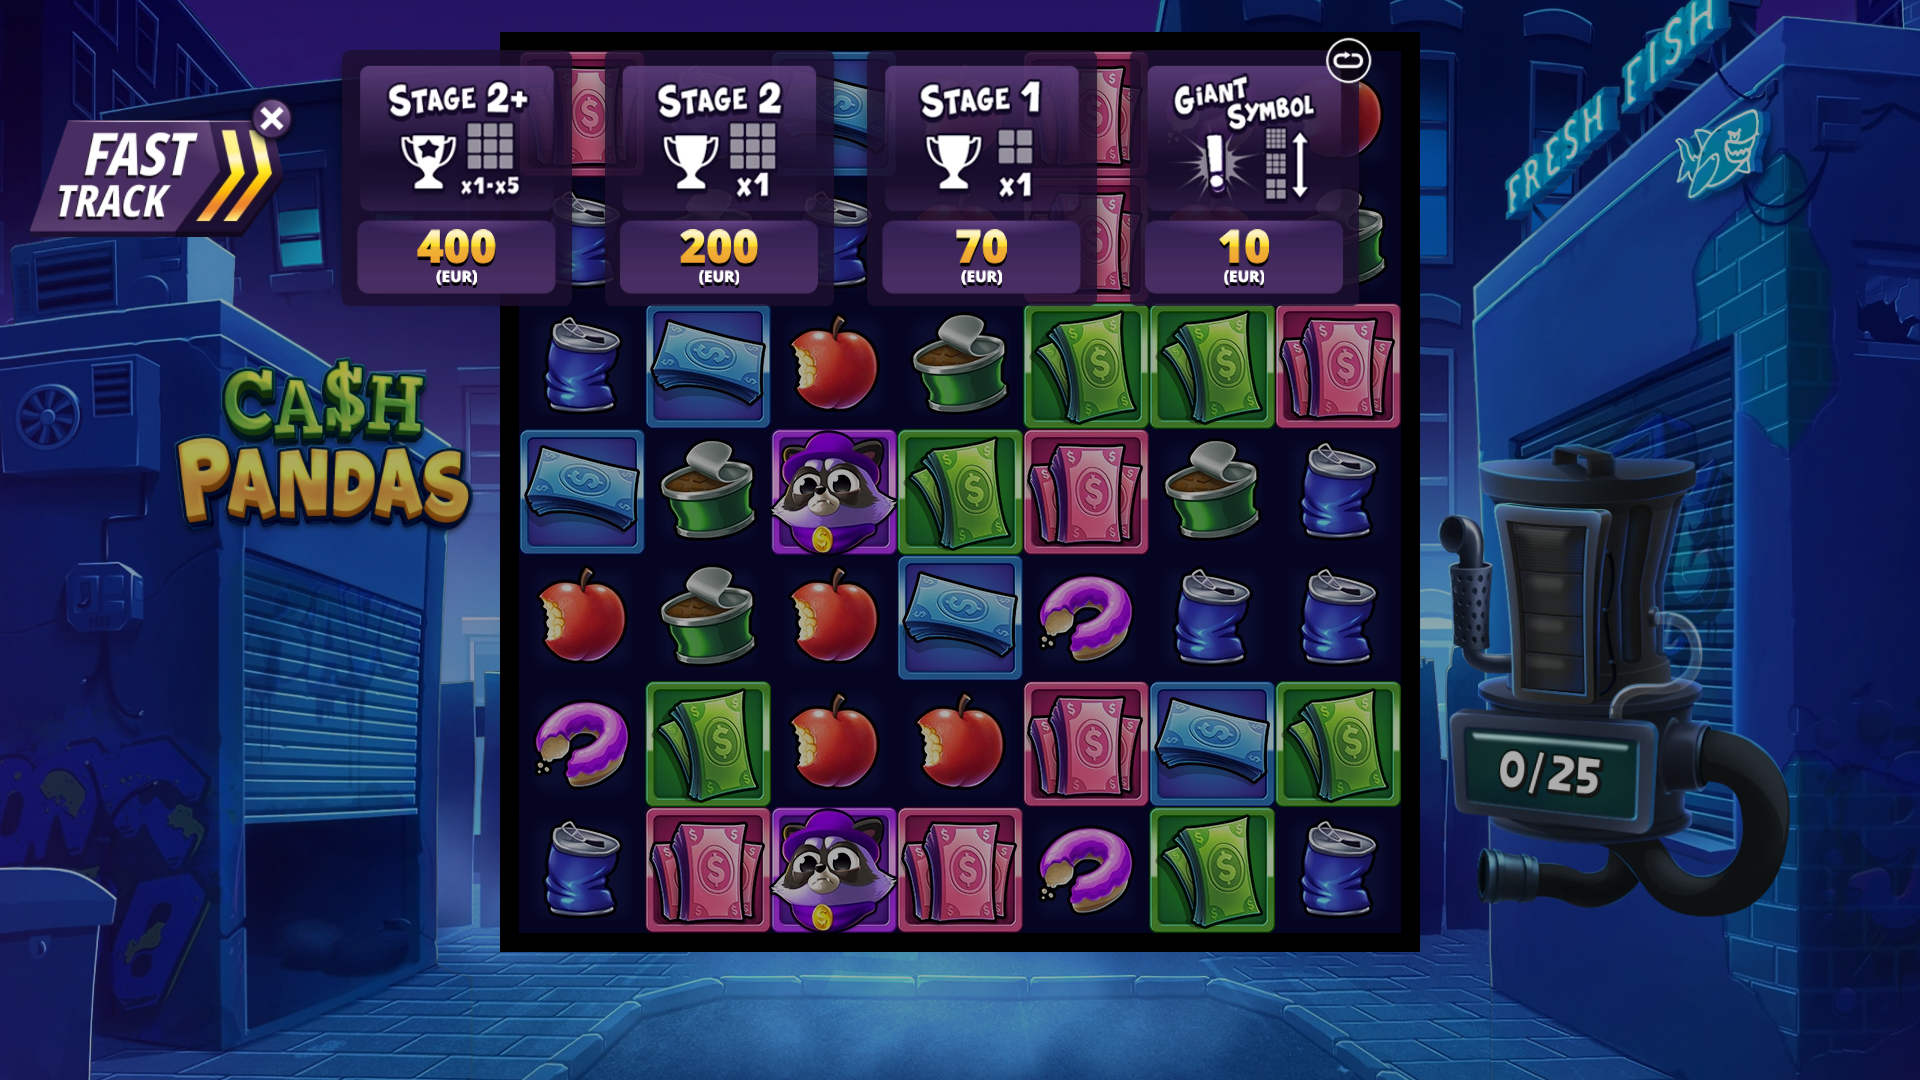 FAST
TRACK
STAGE 2+
x1-x5
400
(EUR)
STAGE 2
x1
200
(EUR)
STAGE 1
x1
70
(EUR)
GiANT
SYMBOL
!
10
(EUR)
FRESH FISH
CA$H
PANDAS
0/25